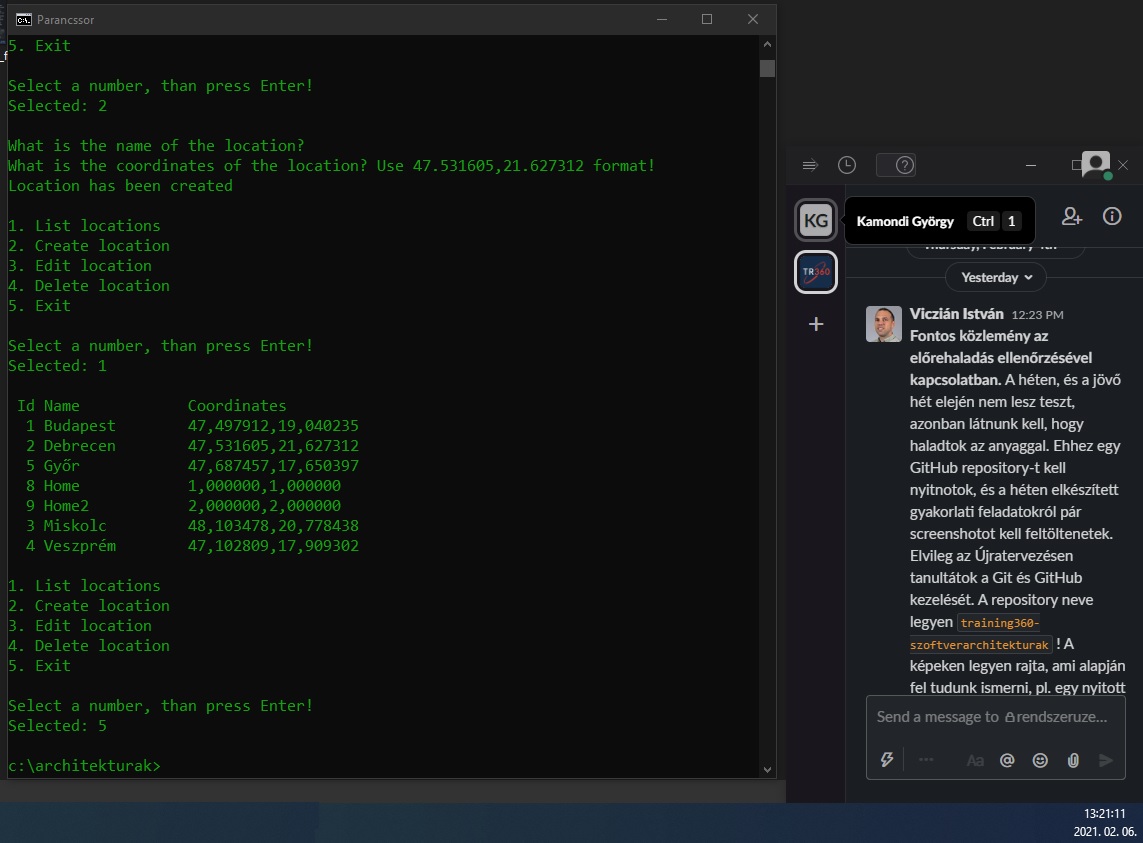 Parancssor
5. Exit
Select a number, than press Enter!
Selected: 2
What is the name of the location?
What is the coordinates of the location? Use 47.531605,21.627312 format!
Location has been created
1. List locations
2. Create location
3. Edit location
4. Delete location
5. Exit
Select a number, than press Enter!
Selected: 1
Id Name Coordinates
1 Budapest 47,497912,19,040235
2 Debrecen 47,531605,21,627312
5 Győr 47,687457,17,650397
8 Home 1,000000,1,000000
9 Home2 2,000000,2,000000
3 Miskolc 48,103478,20,778438
4 Veszprém 47,102809,17,909302
1. List locations
2. Create location
3. Edit location
4. Delete location
5. Exit
Select a number, than press Enter!
Selected: 5
c:\architekturak>
KG
Kamondi György Ctrl 1
TR360
Yesterday
Viczián István 12:23 PM
Fontos közlemény az
előrehaladás ellenőrzésével
kapcsolatban. A héten, és a jövő
hét elején nem lesz teszt,
azonban látnunk kell, hogy
haladtok az anyaggal. Ehhez egy
GitHub repository-t kell
nyitnotok, és a héten elkészített
gyakorlati feladatokról pár
screenshotot kell feltöltenetek.
Elvileg az Újratervezésen
tanultátok a Git és GitHub
kezelését. A repository neve
legyen training360-
szoftverarchitekturak ! A
képeken legyen rajta, ami alapján
fel tudunk ismerni, pl. egy nyitott
Send a message to rendszeruze...
Aa
13:21:11
2021. 02. 06.